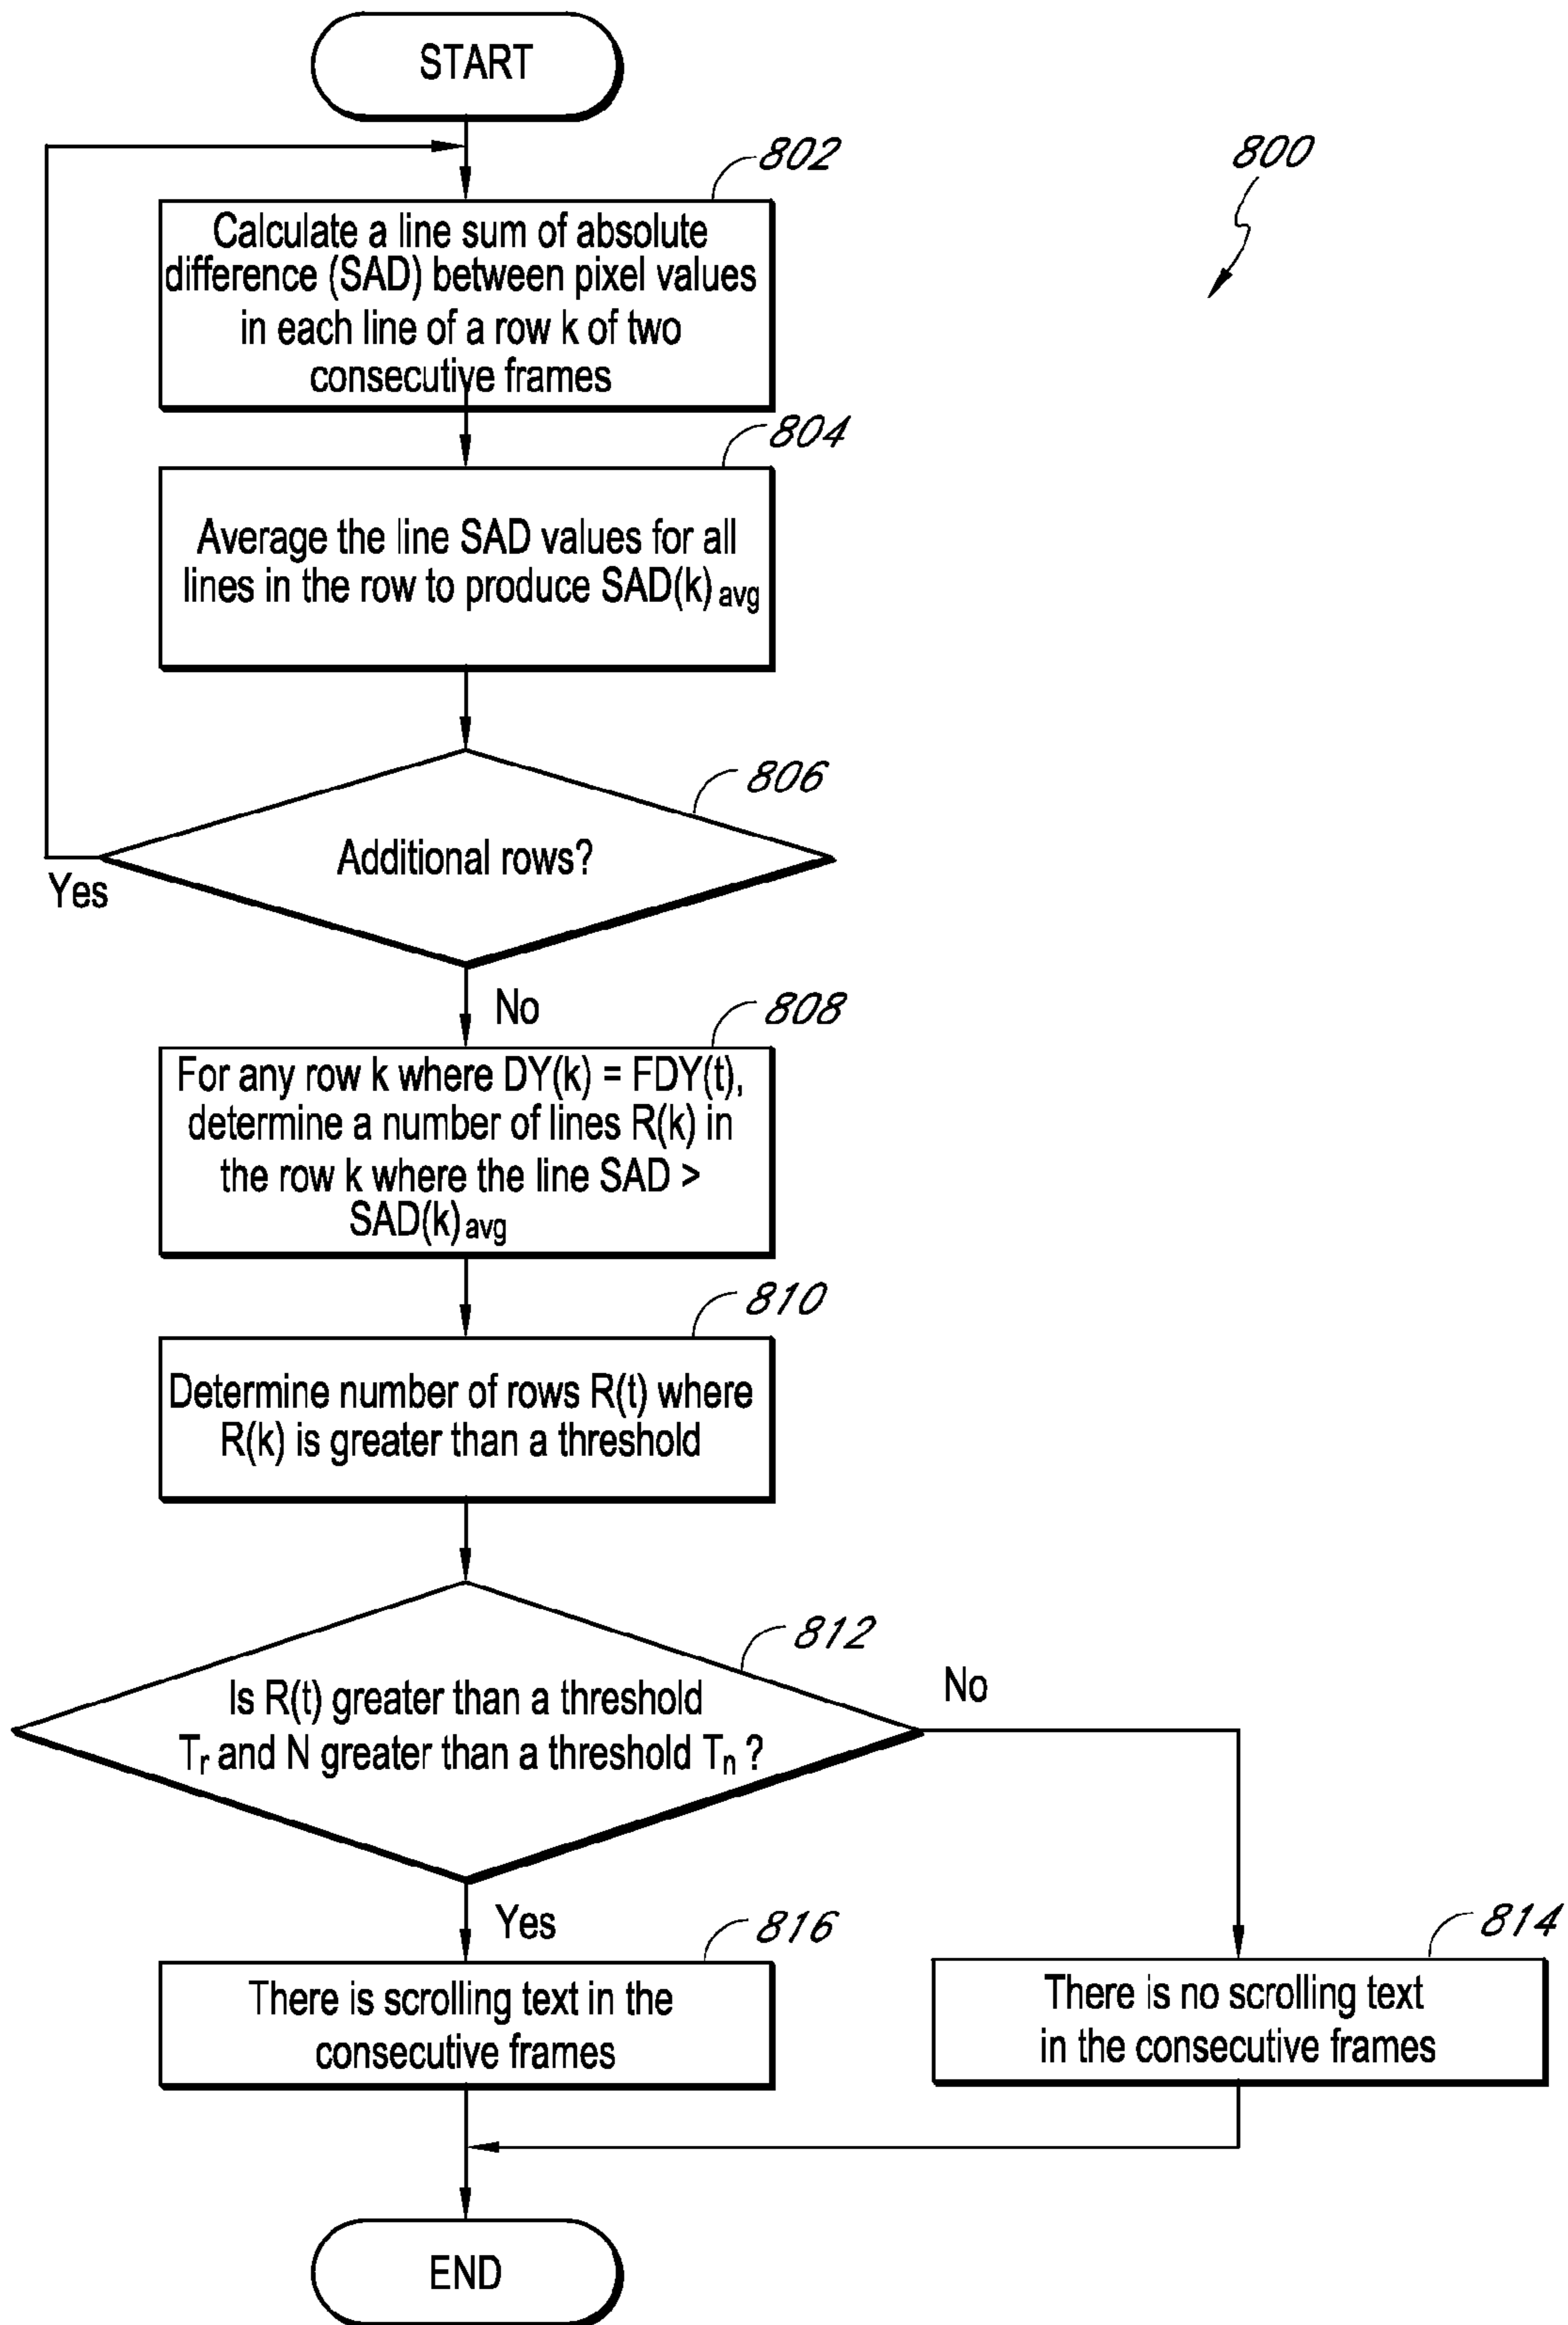 START
800
802
Calculate a line sum of absolute
difference (SAD) between pixel values
in each line of a row k of two
consecutive frames
804
Average the line SAD values for all
lines in the row to produce SAD(k) avg
806
Additional rows?
Yes
No
808
For any row k where DY(k) = FDY(t),
determine a number of lines R(k) in
the row k where the line SAD >
SAD(k) avg
810
Determine number of rows R(t) where
R(k) is greater than a threshold
812
Is R(t) greater than a threshold
Tr and N greater than a threshold Tn ?
No
Yes
816
There is scrolling text in the
consecutive frames
814
There is no scrolling text
in the consecutive frames
END